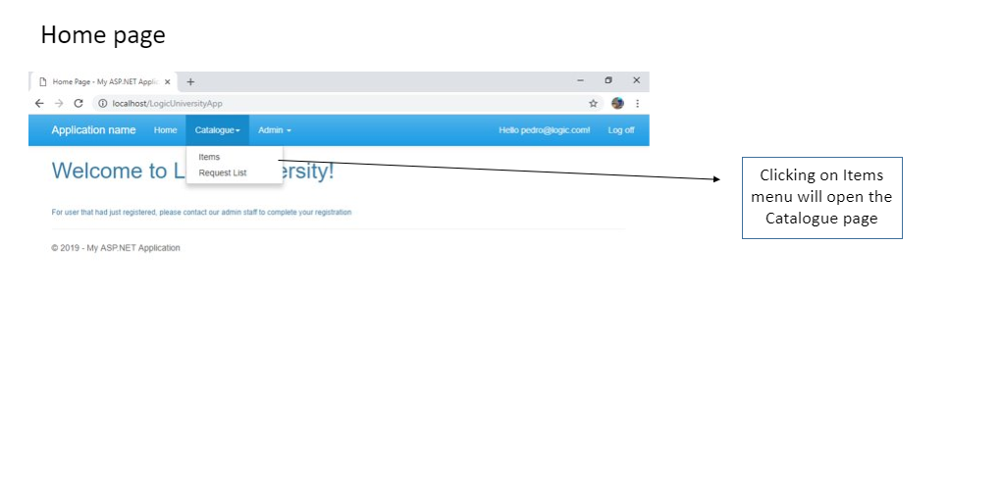 Home page
Home Page - My ASP.NET Applic
localhost/LogicUniversityApp
Application name Home Catalogue Admin Hello pedro@logic.com! Log off
Items
Request List
Welcome to L ersity!
For user that had just registered, please contact our admin staff to complete your registration
© 2019 - My ASP.NET Application
Clicking on Items
menu will open the
Catalogue page